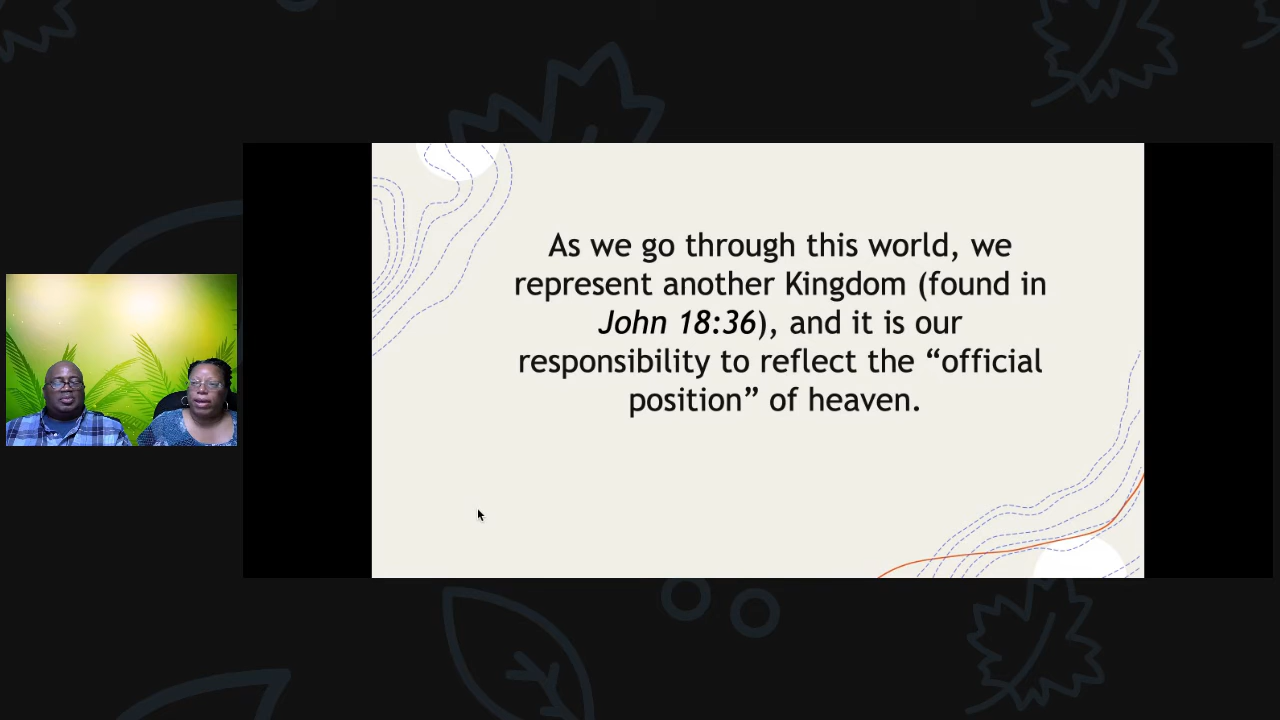 As we go through this world, we
represent another Kingdom (found in
John 18:36), and it is our
responsibility to reflect the “official
position” of heaven.